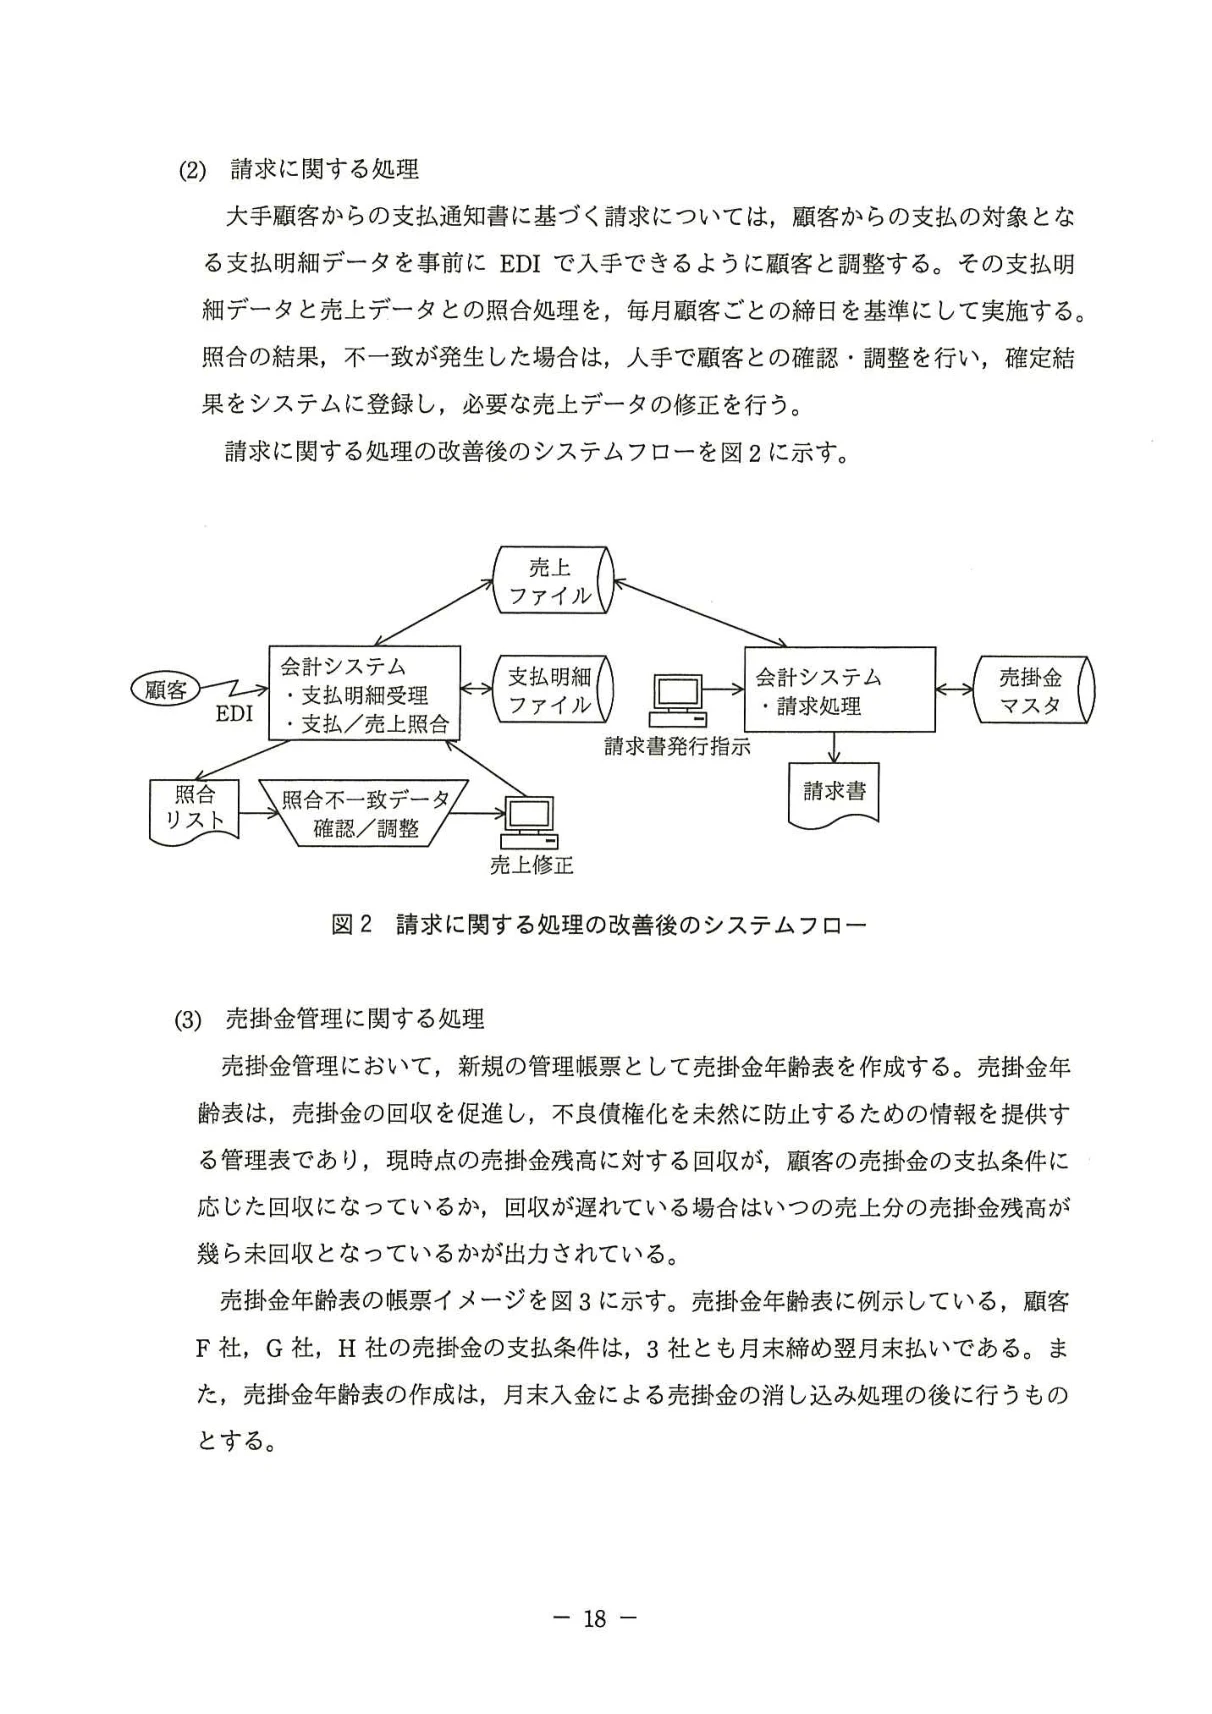 (2) 請求に関する処理
大手顧客からの支払通知書に基づく請求については，顧客からの支払の対象とな
る支払明細データを事前に EDI で入手できるように顧客と調整する。その支払明
細データと売上データとの照合処理を，毎月顧客ごとの締日を基準にして実施する。
照合の結果，不一致が発生した場合は，人手で顧客との確認・調整を行い，確定結
果をシステムに登録し，必要な売上データの修正を行う。
請求に関する処理の改善後のシステムフローを図2に示す。
売上
ファイル
顧客
EDI
会計システム
・支払明細受理
・支払／売上照合
支払明細
ファイル
請求書発行指示
会計システム
・請求処理
売掛金
マスタ
照合
リスト
照合不一致データ
確認／調整
売上修正
請求書
図2 請求に関する処理の改善後のシステムフロー
(3) 売掛金管理に関する処理
売掛金管理において，新規の管理帳票として売掛金年齢表を作成する。売掛金年
齢表は，売掛金の回収を促進し，不良債権化を未然に防止するための情報を提供す
る管理表であり，現時点の売掛金残高に対する回収が，顧客の売掛金の支払条件に
応じた回収になっているか，回収が遅れている場合はいつの売上分の売掛金残高が
幾ら未回収となっているかが出力されている。
売掛金年齢表の帳票イメージを図3に示す。売掛金年齢表に例示している，顧客
F 社，G 社，H 社の売掛金の支払条件は，3 社とも月末締め翌月末払いである。ま
た，売掛金年齢表の作成は，月末入金による売掛金の消し込み処理の後に行うもの
とする。
－ 18 －